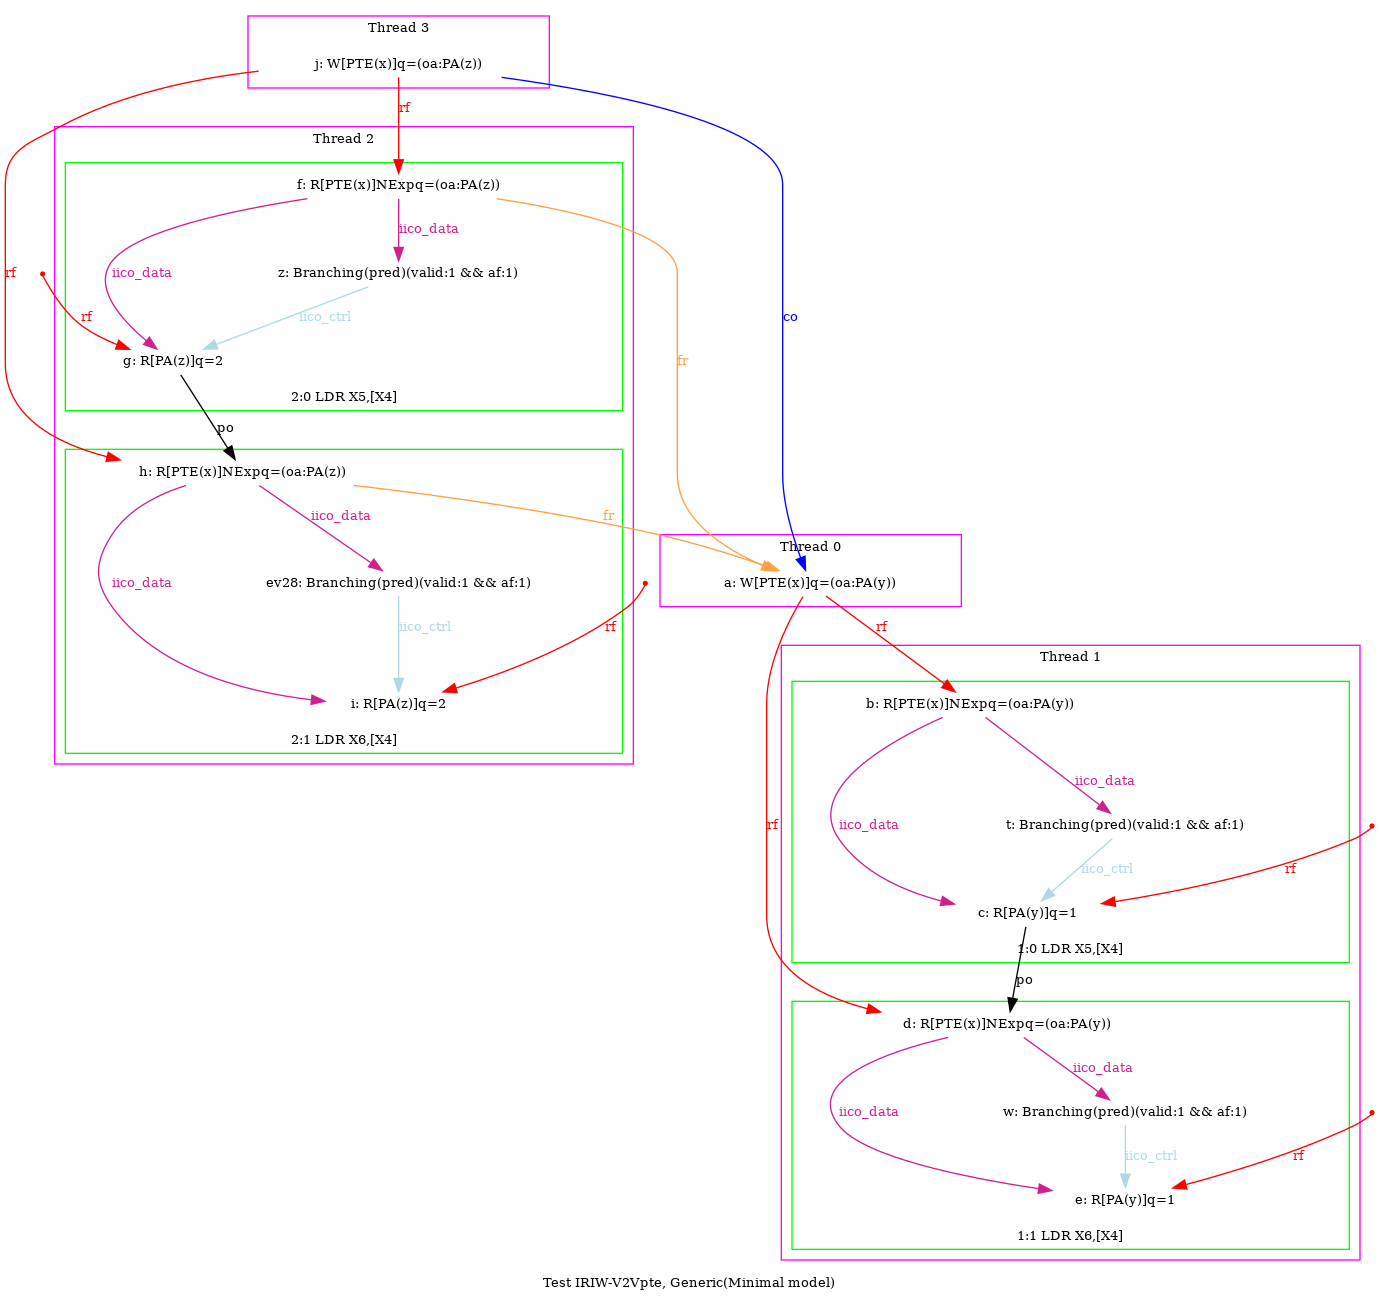 Thread 3
j: W[PTE(x)]q=(oa:PA(z))
rf
Thread 2
f: R[PTE(x)]NExpq=(oa:PA(z))
iico_data
rf
iico_data
z: Branching(pred)(valid:1 && af:1)
co
rf
iico_ctrl
g: R[PA(z)]q=2
fr
2:0 LDR X5,[X4]
po
h: R[PTE(x)]NExpq=(oa:PA(z))
iico_data
fr
Thread 0
iico_data
ev28: Branching(pred)(valid:1 && af:1)
a: W[PTE(x)]q=(oa:PA(y))
iico_ctrl
rf
rf
Thread 1
i: R[PA(z)]q=2
b: R[PTE(x)]NExpq=(oa:PA(y))
2:1 LDR X6,[X4]
iico_data
rf
iico_data
t: Branching(pred)(valid:1 && af:1)
iico_ctrl
rf
c: R[PA(y)]q=1
1:0 LDR X5,[X4]
po
d: R[PTE(x)]NExpq=(oa:PA(y))
iico_data
iico_data
w: Branching(pred)(valid:1 && af:1)
iico_ctrl
rf
e: R[PA(y)]q=1
1:1 LDR X6,[X4]
Test IRIW-V2Vpte, Generic(Minimal model)